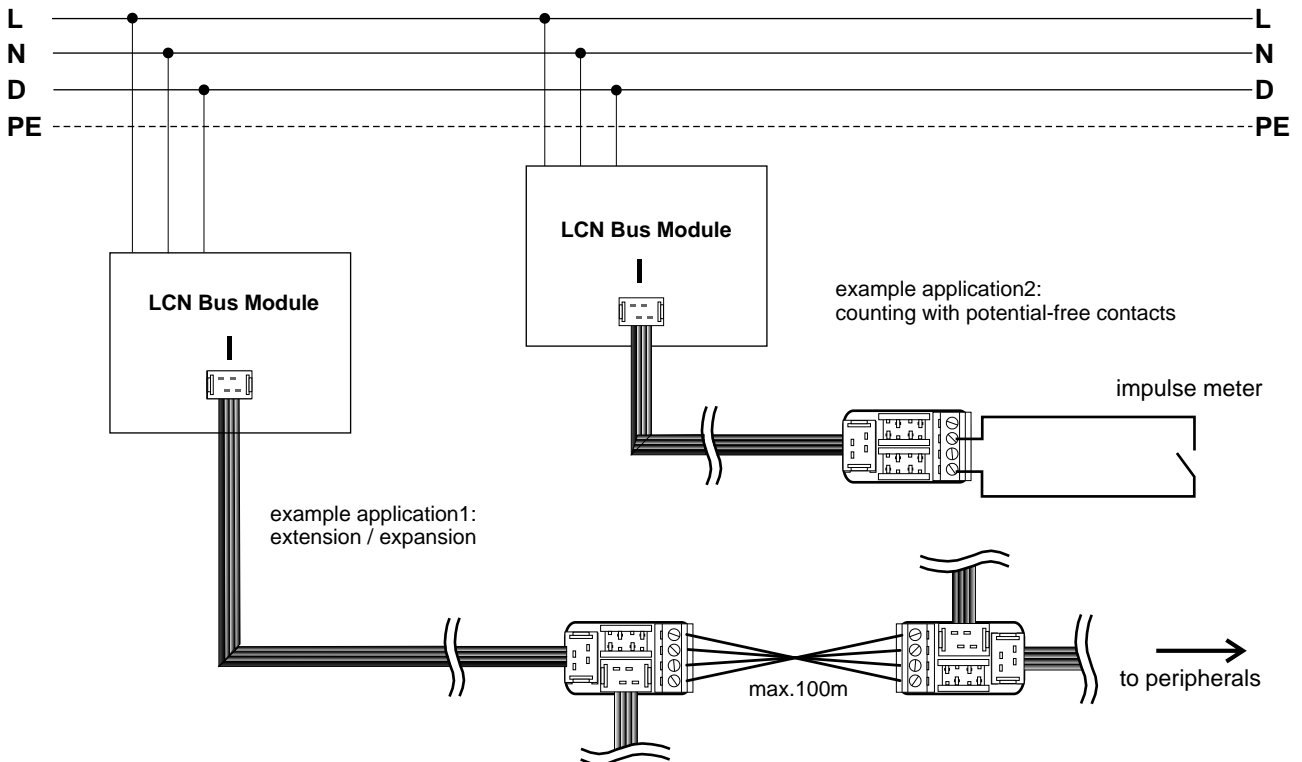 L L
N N
D D
PE PE
LCN Bus Module
I
LCN Bus Module
I
example application2:
counting with potential-free contacts
impulse meter
example application1:
extension / expansion
max.100m
to peripherals